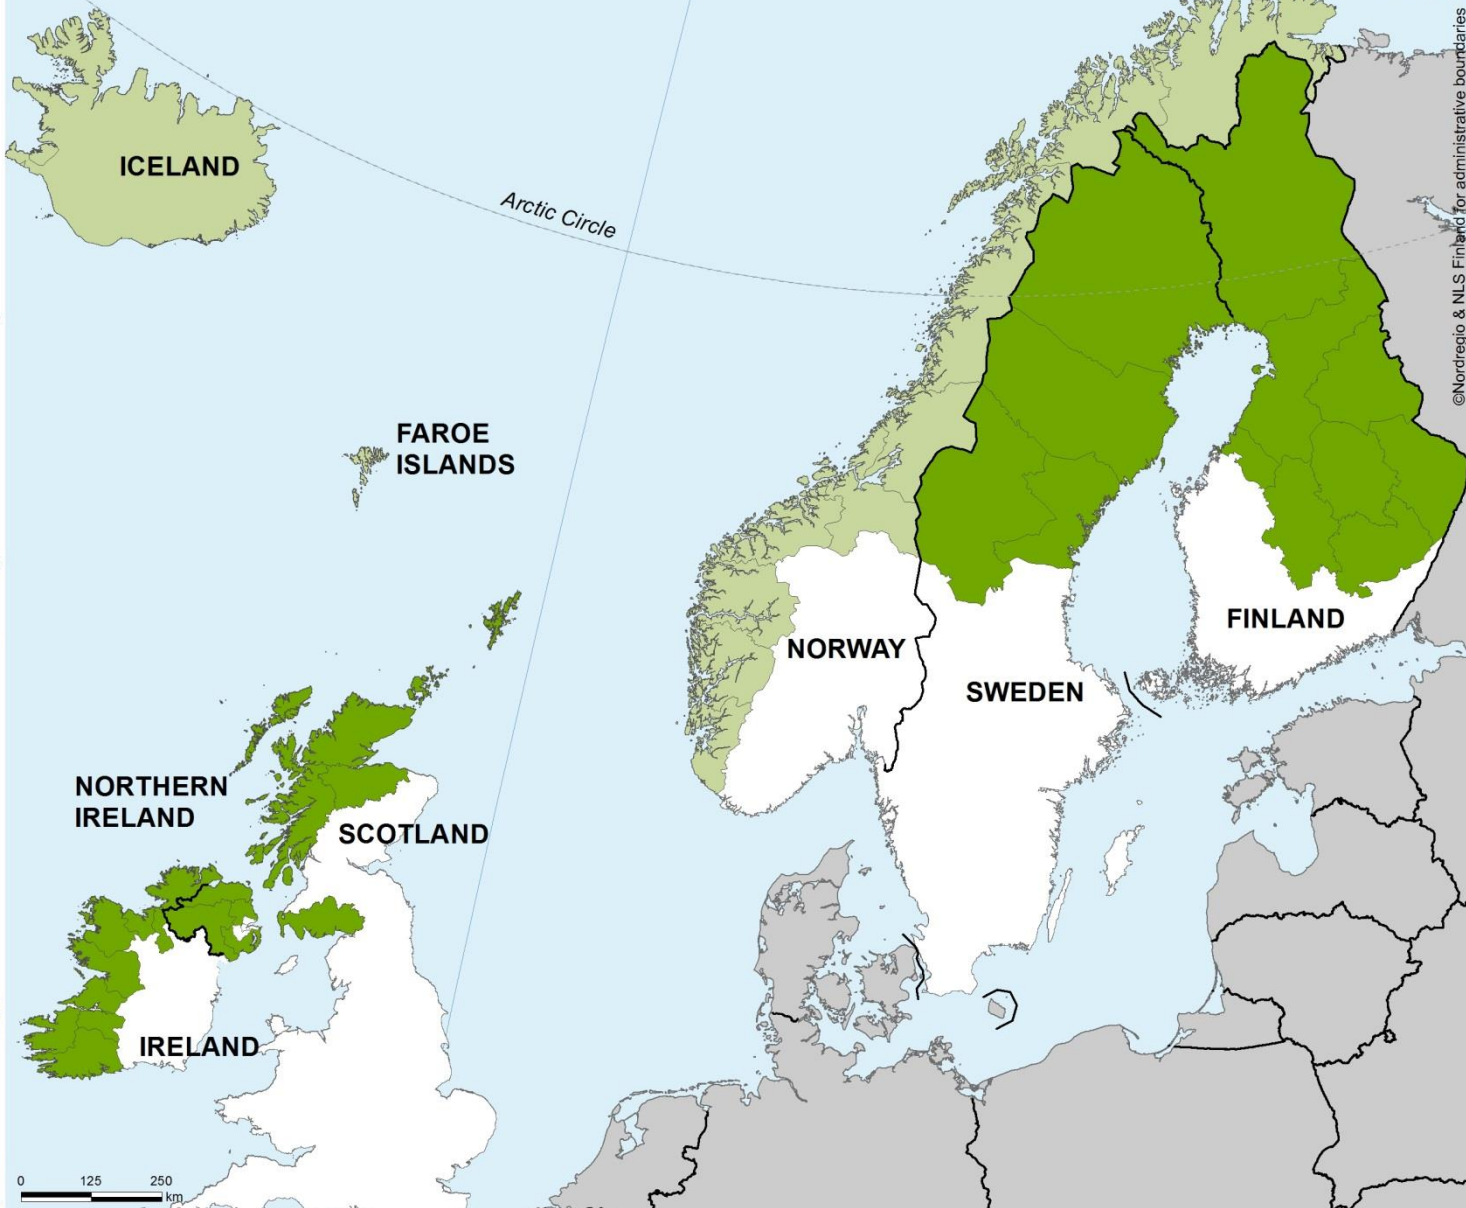 ©Nordregio & NLS Finland for administrative boundaries
ICELAND
Arctic Circle
FAROE
ISLANDS
NORWAY
FINLAND
SWEDEN
NORTHERN
IRELAND
SCOTLAND
IRELAND
0 125 250
km